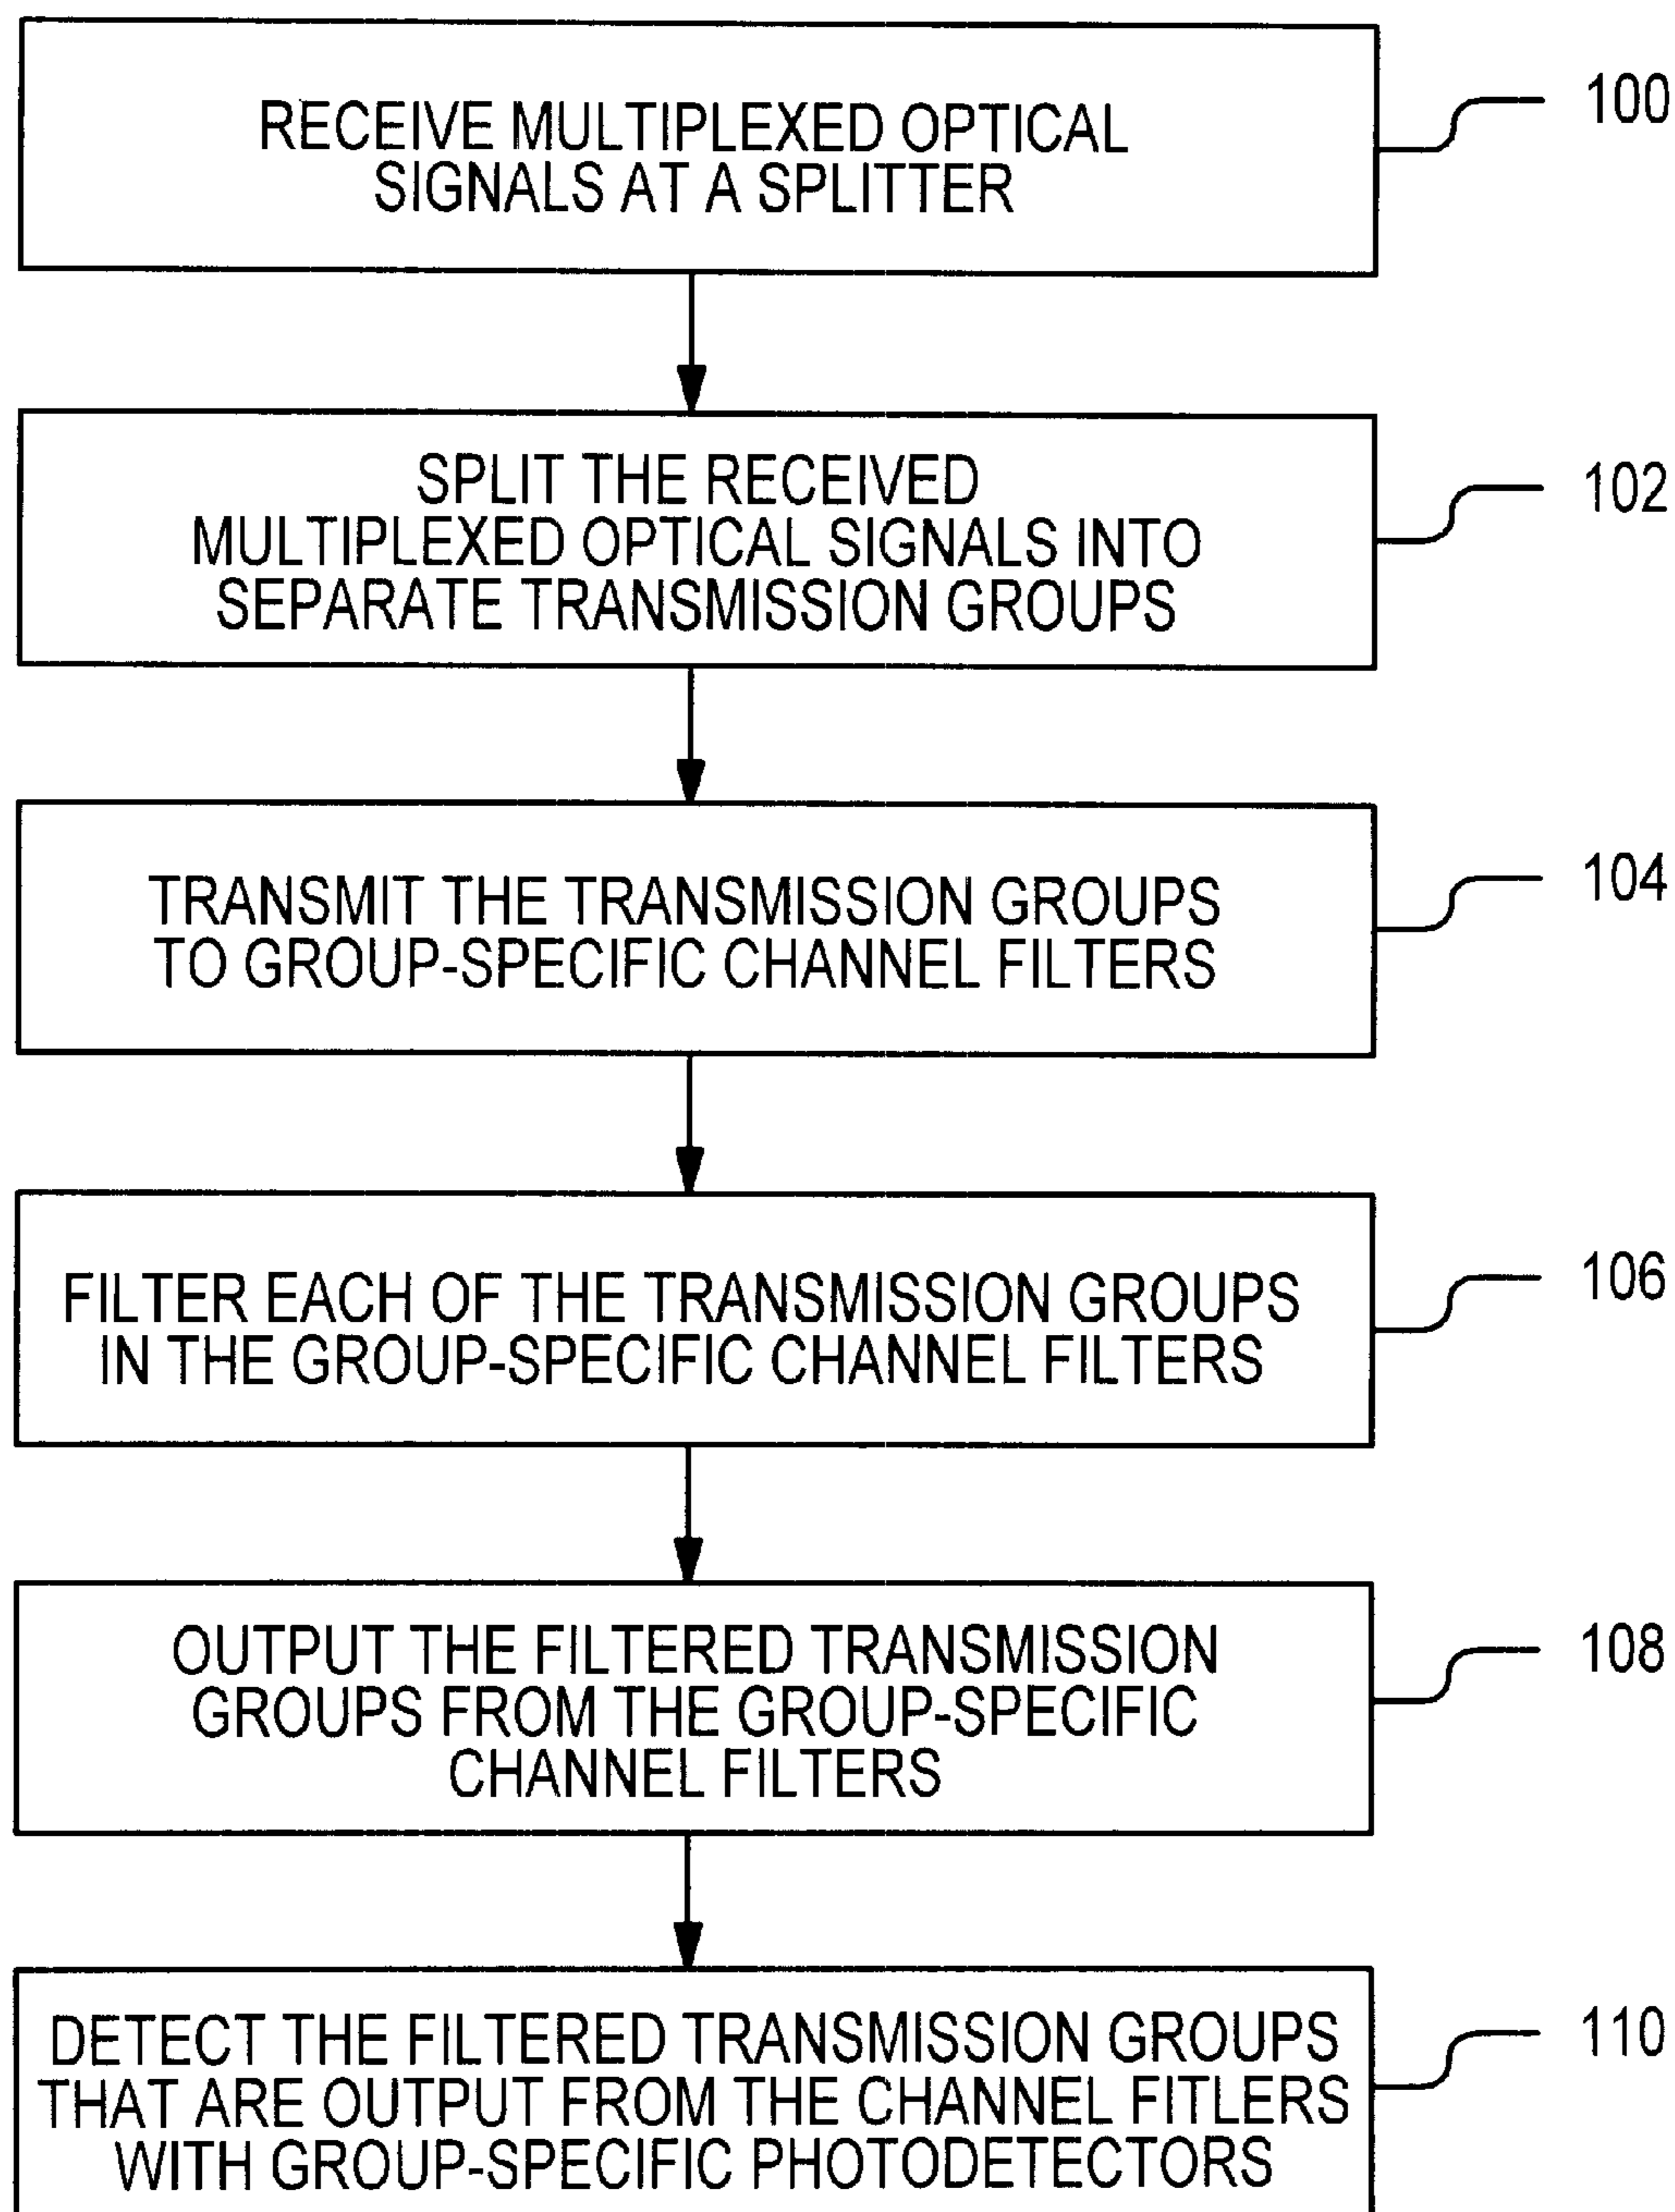 RECEIVE MULTIPLEXED OPTICAL
SIGNALS AT A SPLITTER
100
SPLIT THE RECEIVED
MULTIPLEXED OPTICAL SIGNALS INTO
SEPARATE TRANSMISSION GROUPS
102
TRANSMIT THE TRANSMISSION GROUPS
TO GROUP-SPECIFIC CHANNEL FILTERS
104
FILTER EACH OF THE TRANSMISSION GROUPS
IN THE GROUP-SPECIFIC CHANNEL FILTERS
106
OUTPUT THE FILTERED TRANSMISSION
GROUPS FROM THE GROUP-SPECIFIC
CHANNEL FILTERS
108
DETECT THE FILTERED TRANSMISSION GROUPS
THAT ARE OUTPUT FROM THE CHANNEL FITLERS
WITH GROUP-SPECIFIC PHOTODETECTORS
110